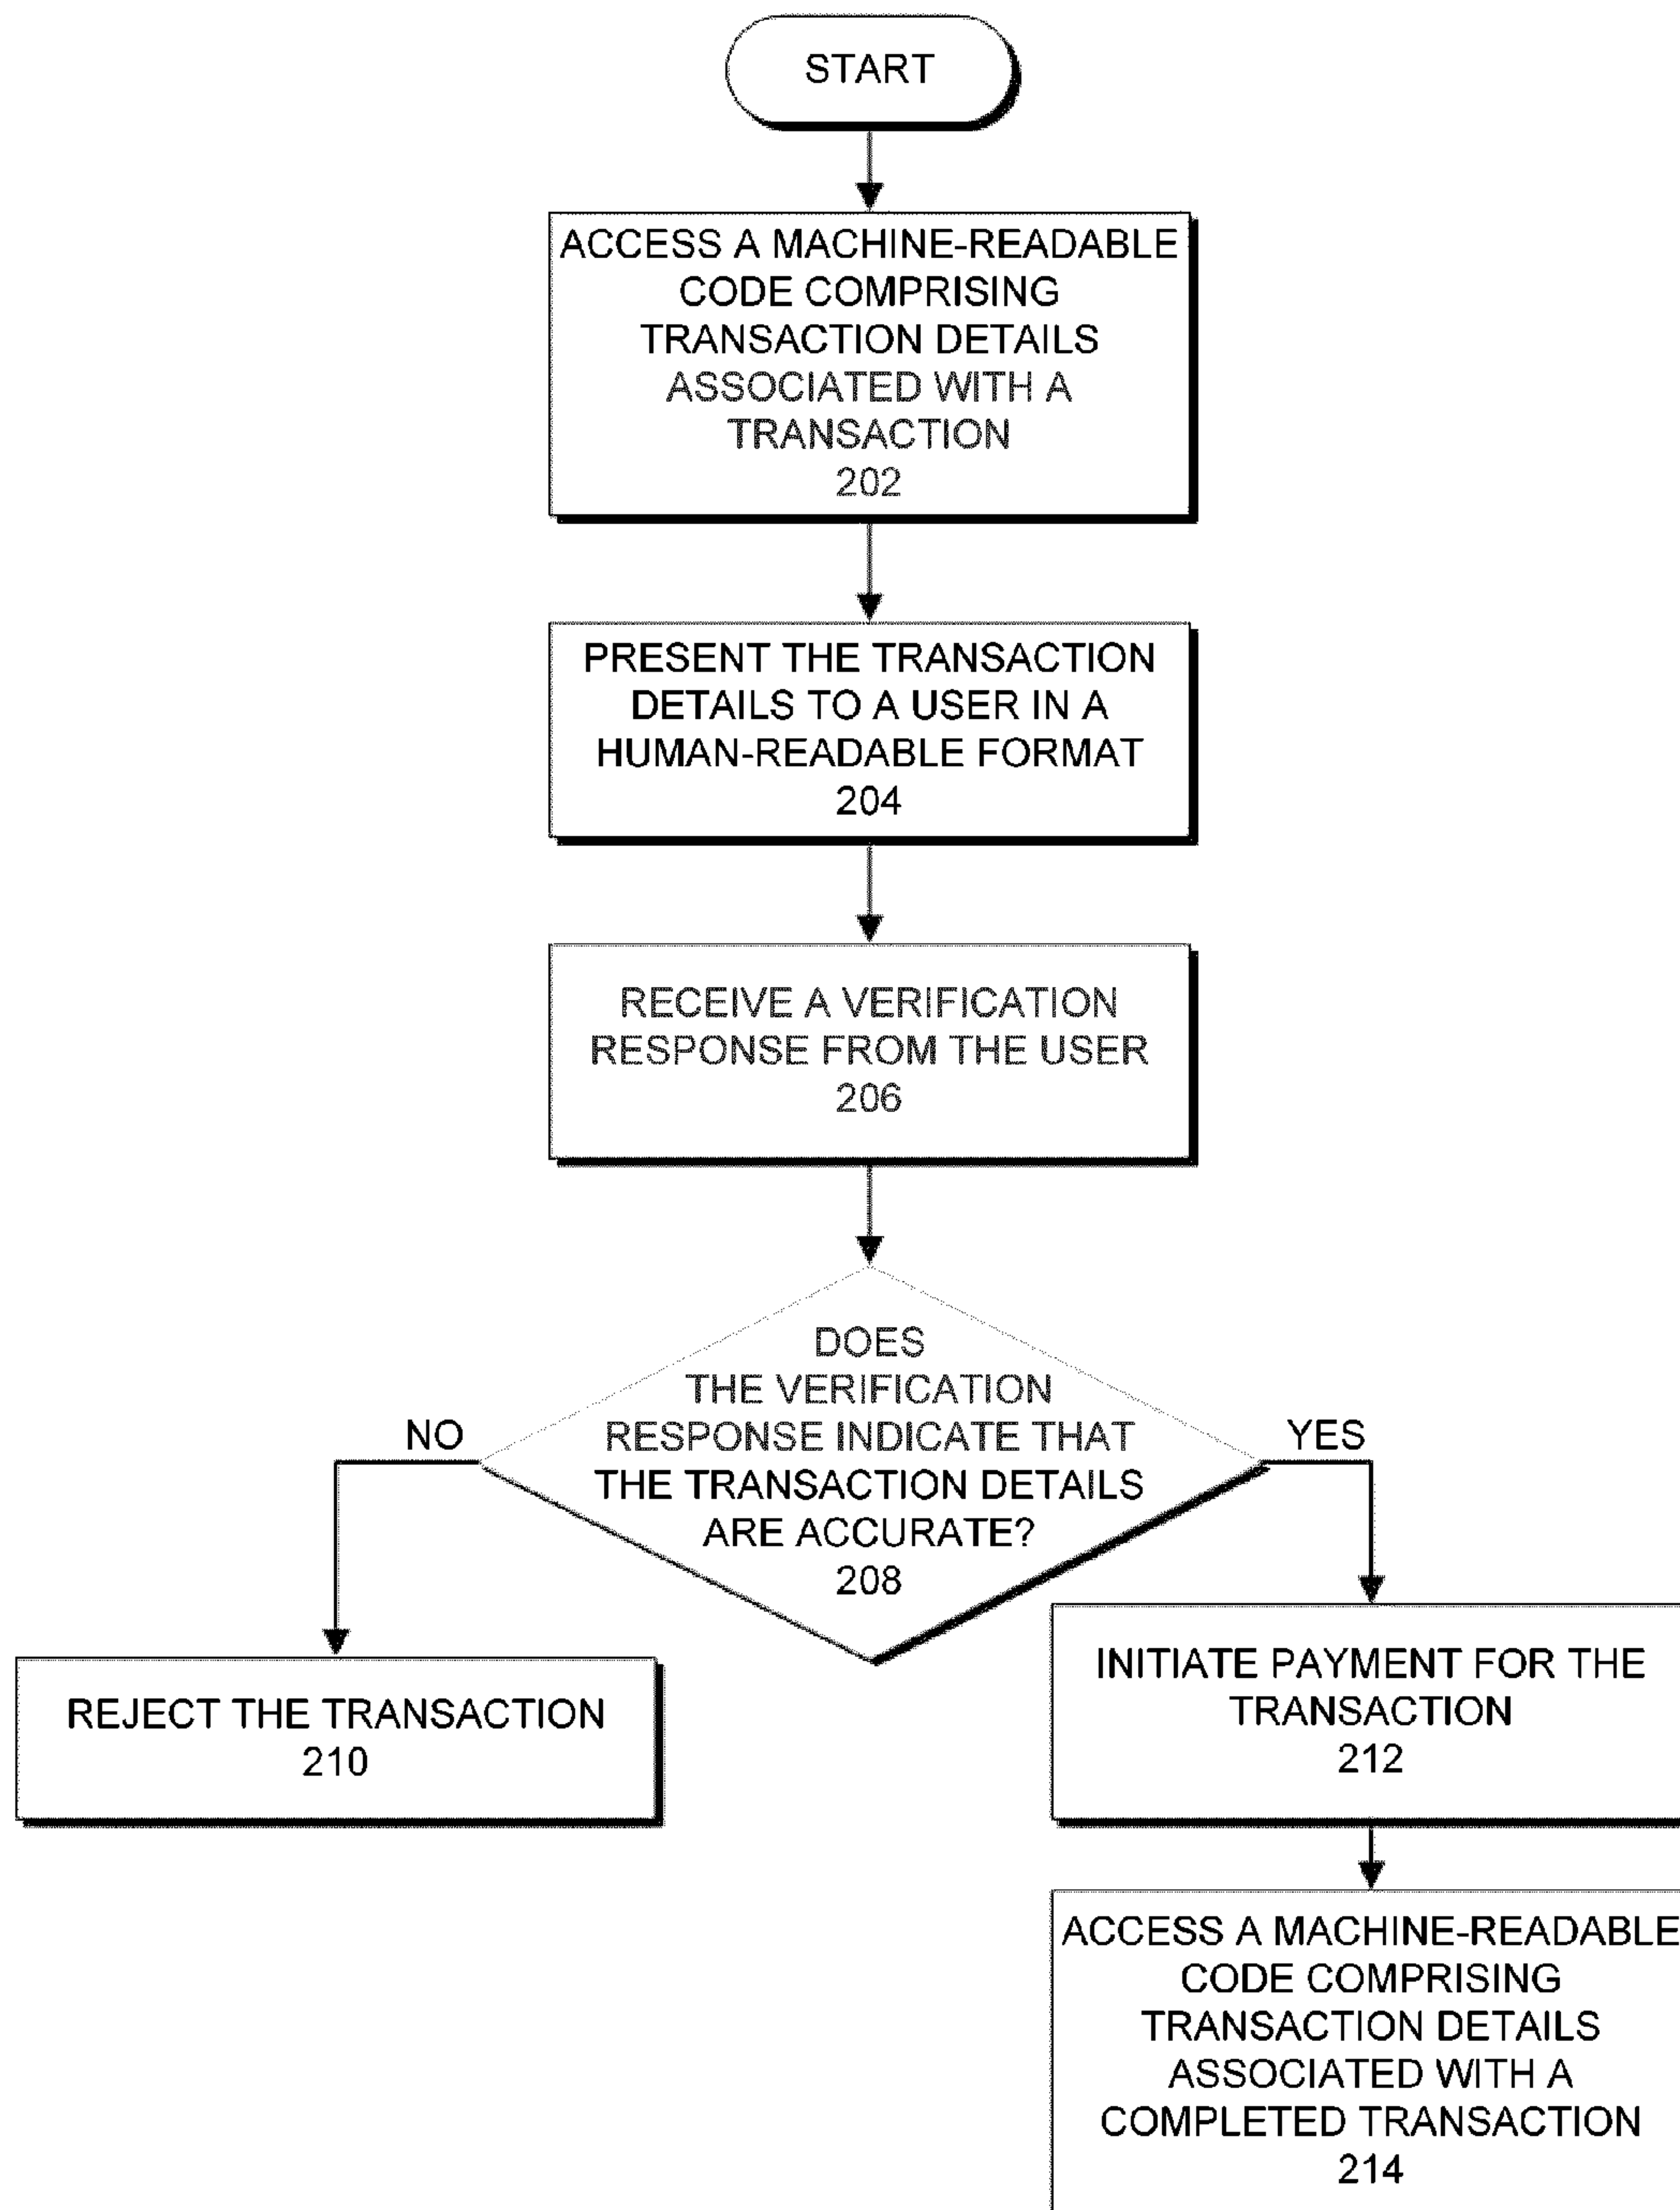 START
ACCESS A MACHINE-READABLE
CODE COMPRISING
TRANSACTION DETAILS
ASSOCIATED WITH A
TRANSACTION
202
PRESENT THE TRANSACTION
DETAILS TO A USER IN A
HUMAN-READABLE FORMAT
204
RECEIVE A VERIFICATION
RESPONSE FROM THE USER
206
DOES
THE VERIFICATION
RESPONSE INDICATE THAT
THE TRANSACTION DETAILS
ARE ACCURATE?
208
NO
YES
REJECT THE TRANSACTION
210
INITIATE PAYMENT FOR THE
TRANSACTION
212
ACCESS A MACHINE-READABLE
CODE COMPRISING
TRANSACTION DETAILS
ASSOCIATED WITH A
COMPLETED TRANSACTION
214